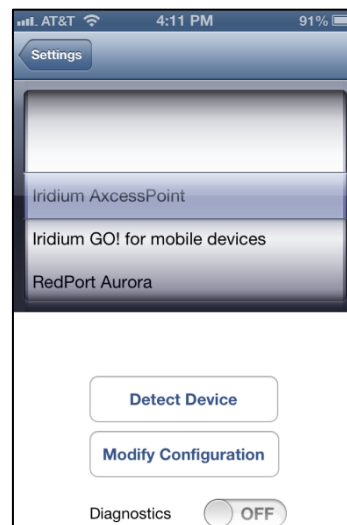 AT&T 4:11 PM 91%
Settings
Iridium AxcessPoint
Iridium GO! for mobile devices
RedPort Aurora
Detect Device
Modify Configuration
Diagnostics OFF